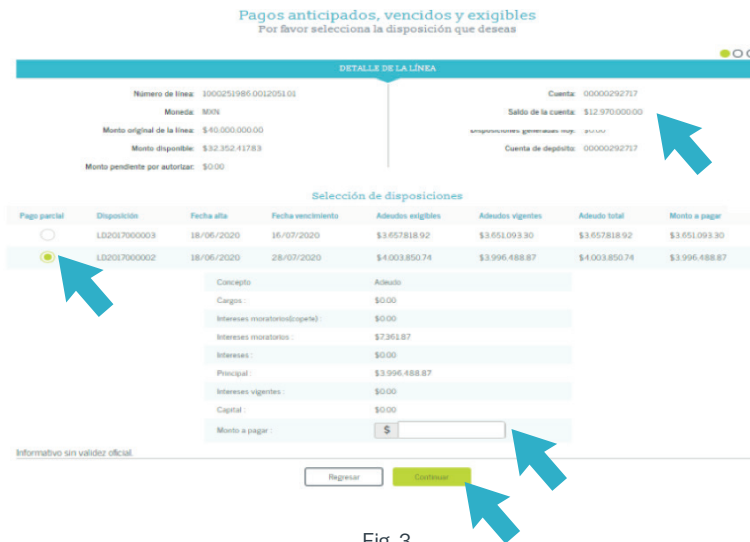 Pagos anticipados, vencidos y exigibles
Por favor selecciona la disposición que deseas
DETALLE DE LA LÍNEA
Número de línea: 1000251986.001205101
Moneda: MXN
Monto original de la línea: $40.000.000.00
Monto disponible: $32.352.417.83
Monto pendiente por autorizar: $0.00
Cuenta: 00000292717
Saldo de la cuenta: $12.970.000.00
Disposiciones generadas hoy: $0.00
Cuenta de depósito: 00000292717
Selección de disposiciones
Pago parcial Disposición Fecha alta Fecha vencimiento Adeudos exigibles Adeudos vigentes Adeudo total Monto a pagar
LD2017000003 18/06/2020 16/07/2020 $3.657.818.92 $3.651.093.30 $3.657.818.92 $3.651.093.30
LD2017000002 18/06/2020 28/07/2020 $4.003.850.74 $3.996.488.87 $4.003.850.74 $3.996.488.87
Concepto Adeudo
Cargos : $0.00
Intereses moratorios(copete) : $0.00
Intereses moratorios : $7.361.87
Intereses : $0.00
Principal : $3.996.488.87
Intereses vigentes : $0.00
Capital : $0.00
Monto a pagar : $
Informativo sin validez oficial.
Regresar Continuar
Fig. 3